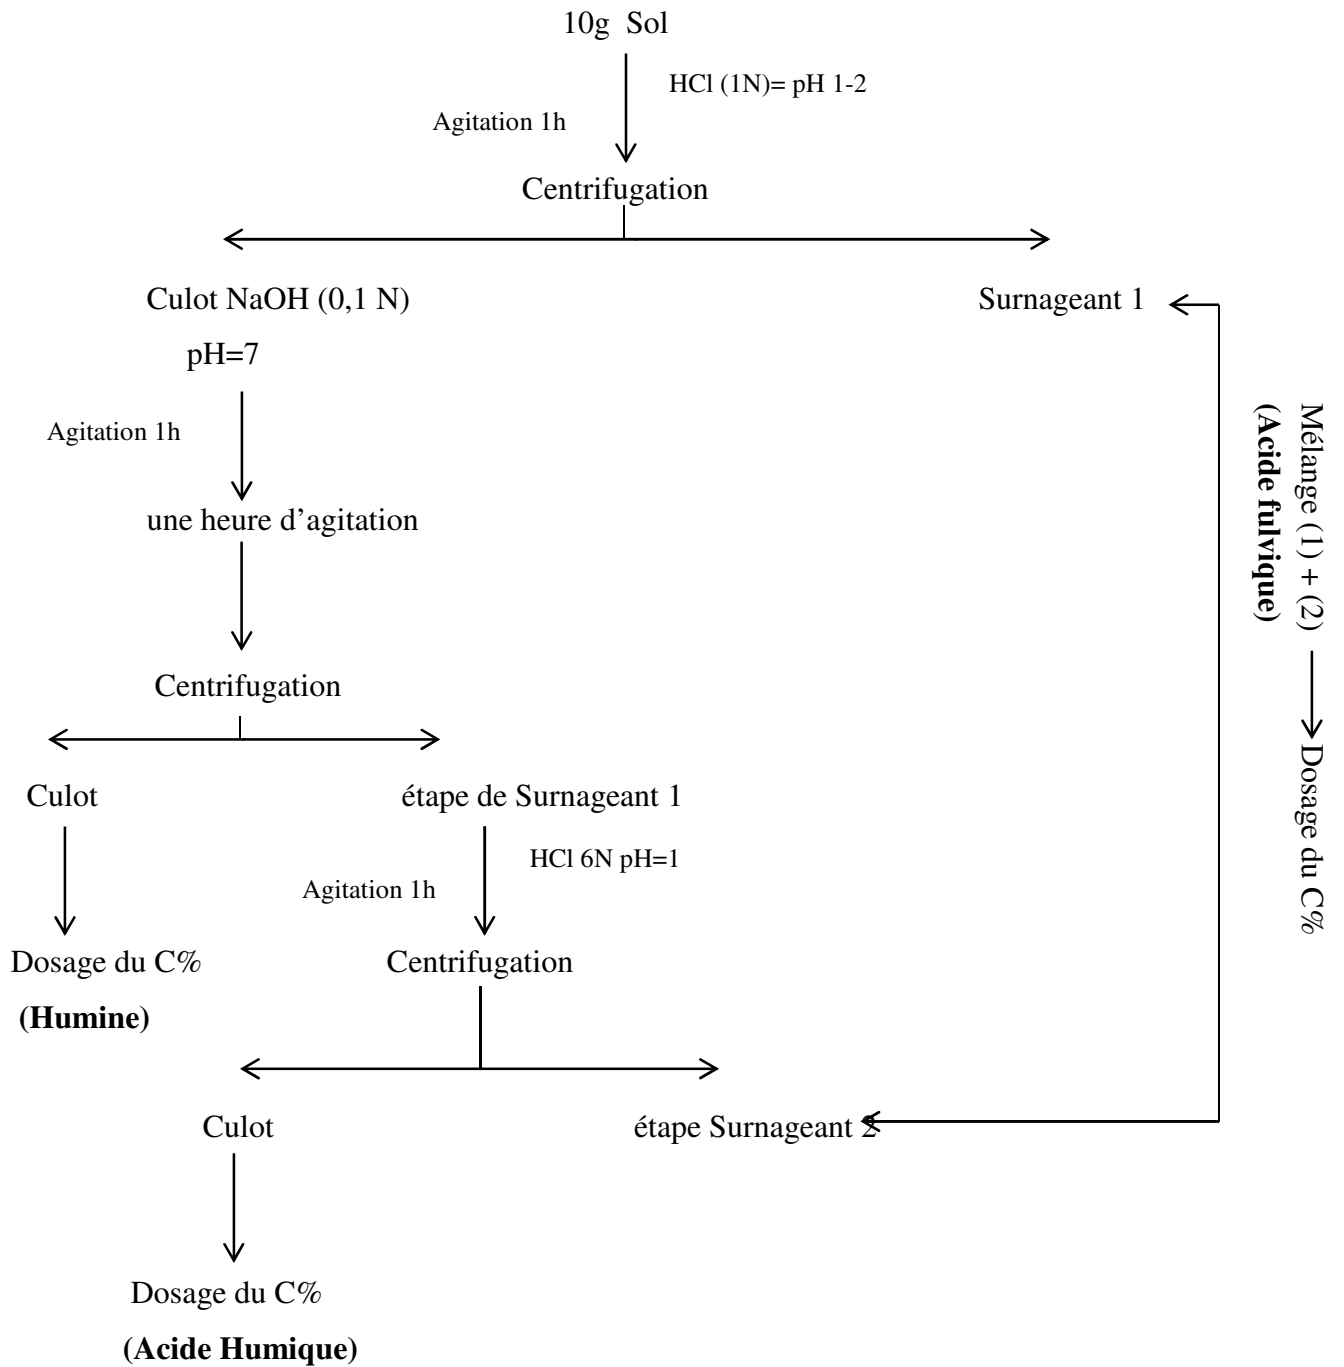 10g Sol
HCl (1N)= pH 1-2
Agitation 1h
Centrifugation
Culot NaOH (0,1 N)
Surnageant 1
pH=7
Agitation 1h
une heure d’agitation
Centrifugation
Culot
étape de Surnageant 1
HCl 6N pH=1
Agitation 1h
Dosage du C%
Centrifugation
(Humine)
Culot
étape Surnageant 2
Dosage du C%
(Acide Humique)
Mélange (1) + (2)
(Acide fulvique)
Dosage du C%